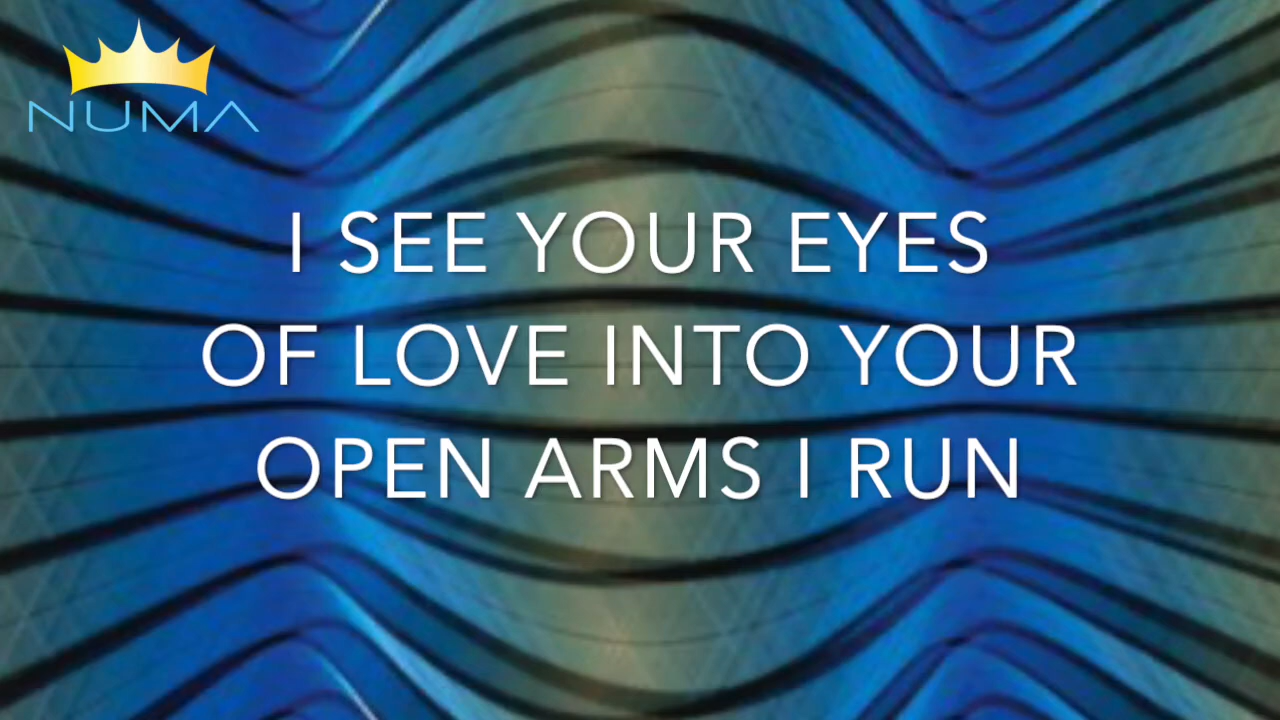 NUMA
I SEE YOUR EYES
OF LOVE INTO YOUR
OPEN ARMS I RUN